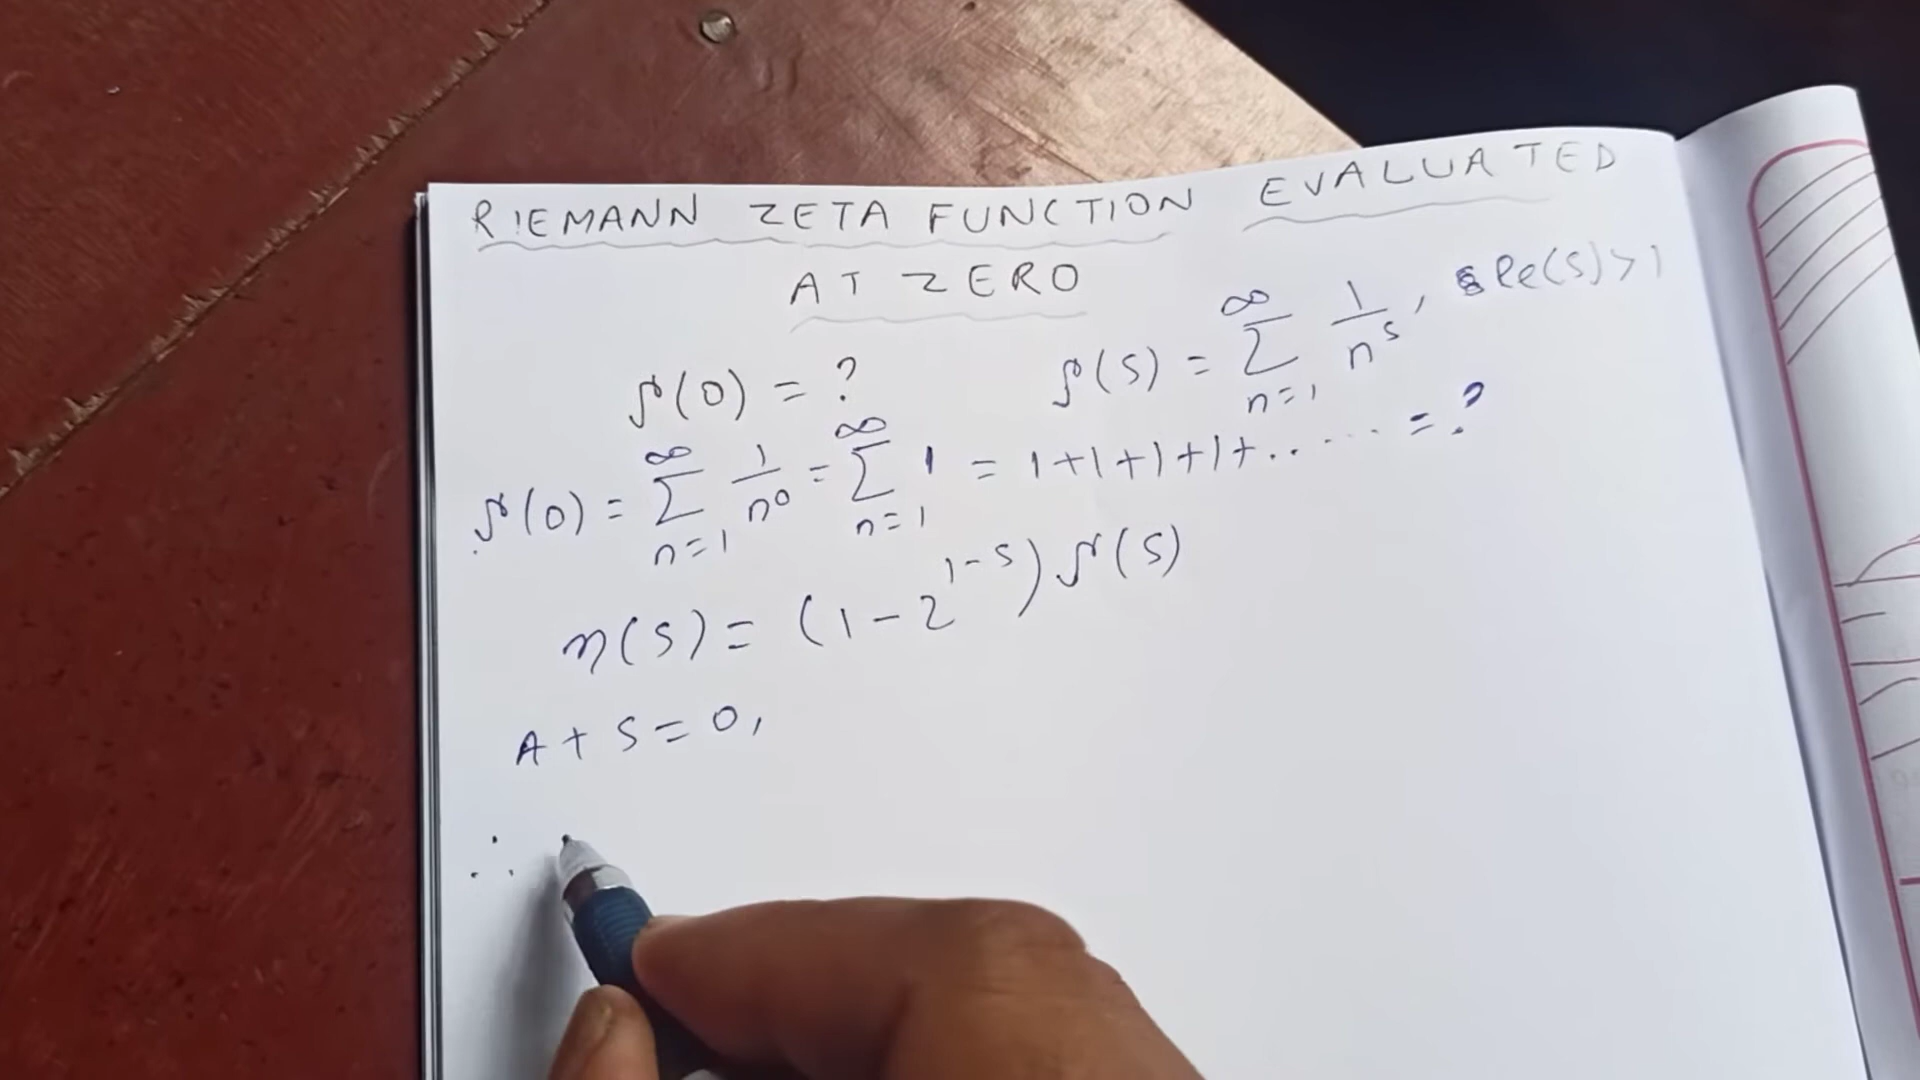 RIEMANN ZETA FUNCTION EVALUATED
AT ZERO
ζ(0) = ?    ζ(s) = ∑_{n=1}^{∞} 1/n^s, Re(s) > 1
ζ(0) = ∑_{n=1}^{∞} 1/n^0 = ∑_{n=1}^{∞} 1 = 1+1+1+1+...... = ?
η(s) = (1-2^{1-s}) ζ(s)
At s = 0,
∴